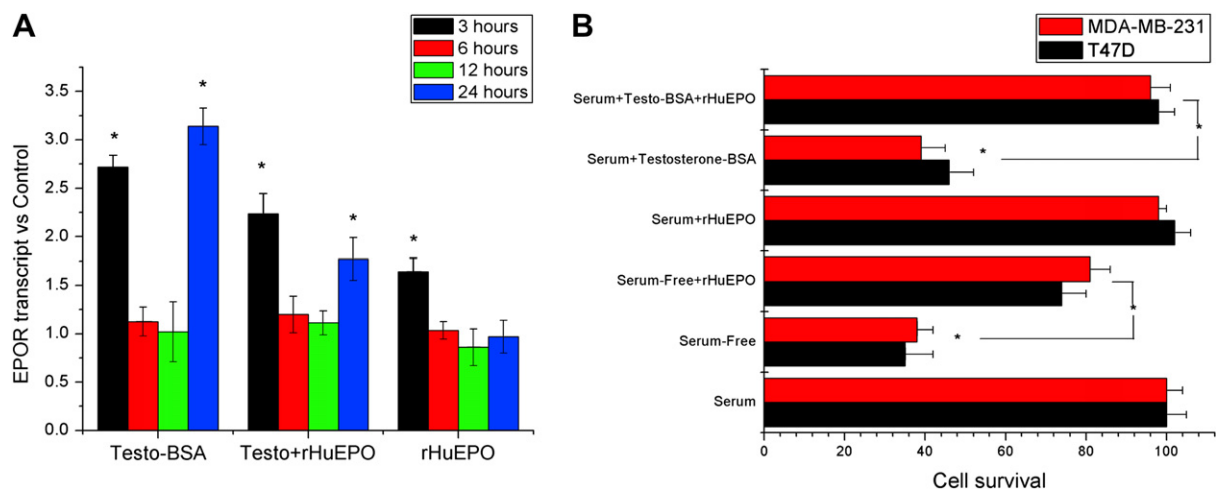 A
3 hours
6 hours
12 hours
24 hours
EPOR transcript vs Control
3.5
3.0
2.5
2.0
1.5
1.0
0.5
0.0
*
*
*
*
*
Testo-BSA
Testo+rHuEPO
rHuEPO
B
MDA-MB-231
T47D
Serum+Testo-BSA+rHuEPO
*
Serum+Testosterone-BSA
*
Serum+rHuEPO
Serum-Free+rHuEPO
*
Serum-Free
*
Serum
0 20 40 60 80 100
Cell survival